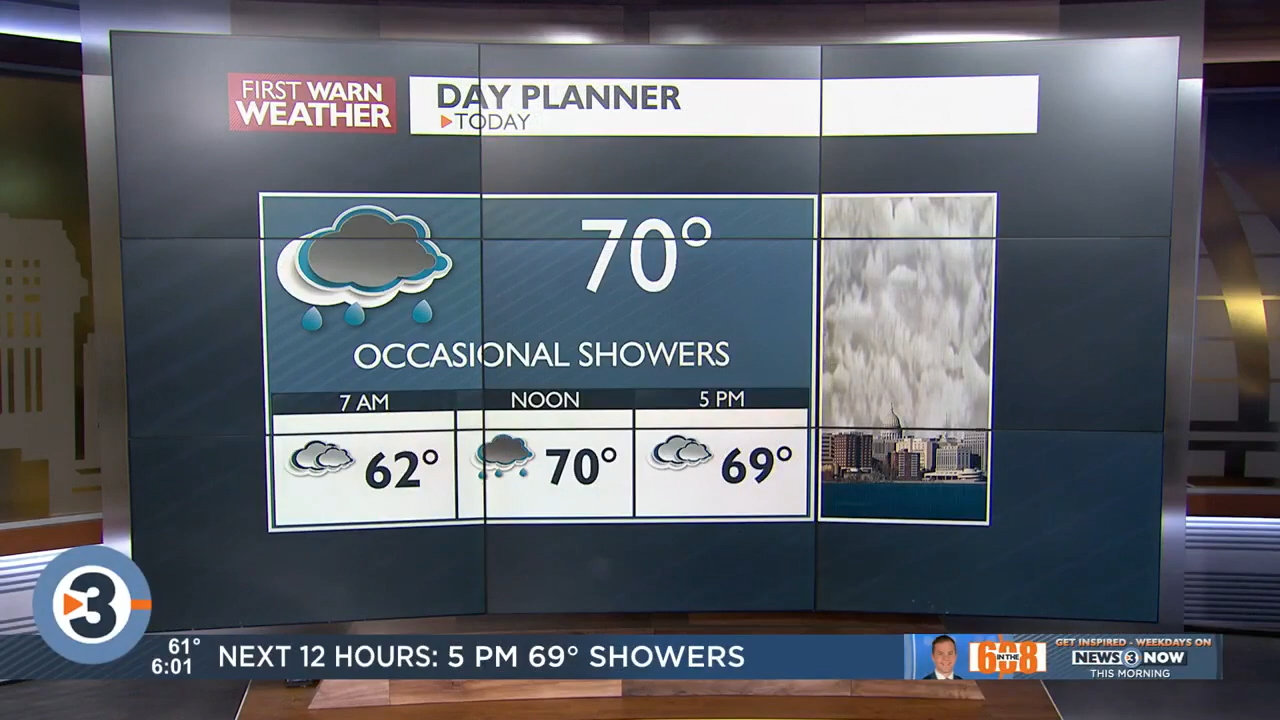 FIRST WARN
WEATHER
DAY PLANNER
TODAY
70°
OCCASIONAL SHOWERS
7 AM
NOON
5 PM
62°
70°
69°
3
61°
6:01
NEXT 12 HOURS: 5 PM 69° SHOWERS
608
IN THE
GET INSPIRED - WEEKDAYS ON
NEWS 3 NOW
THIS MORNING